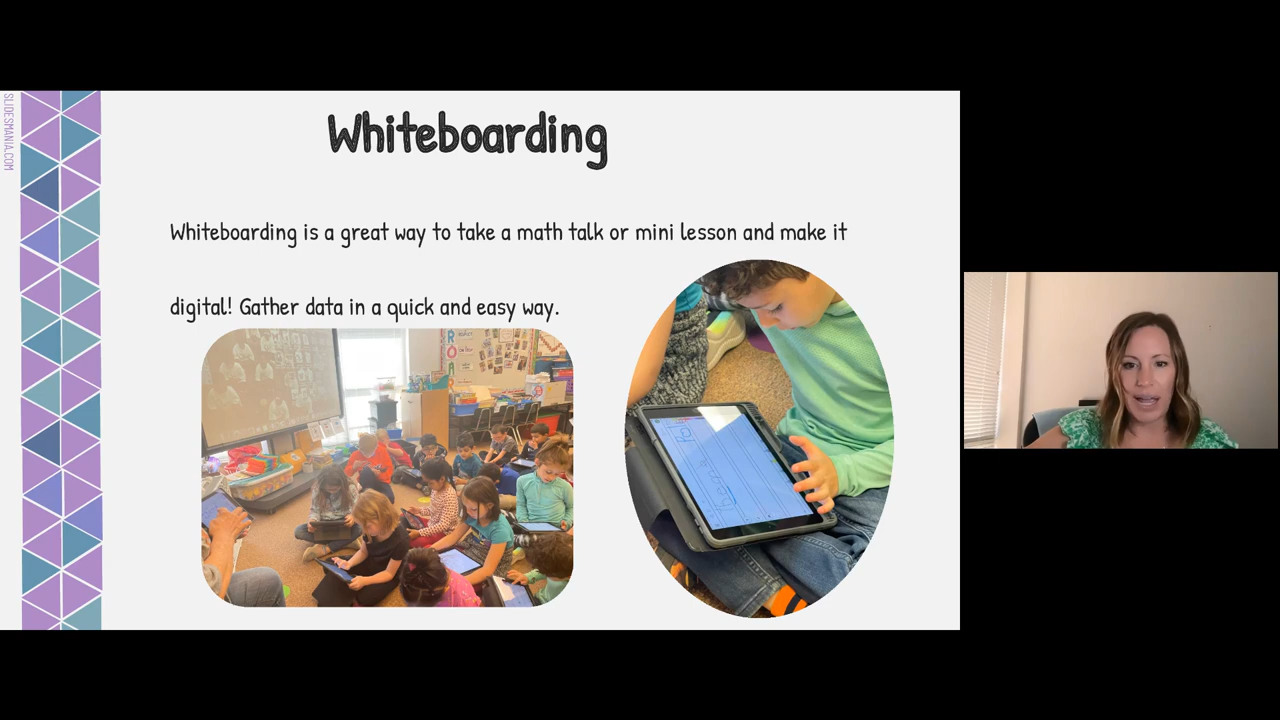 SLIDESMANIA.COM
Whiteboarding
Whiteboarding is a great way to take a math talk or mini lesson and make it
digital! Gather data in a quick and easy way.